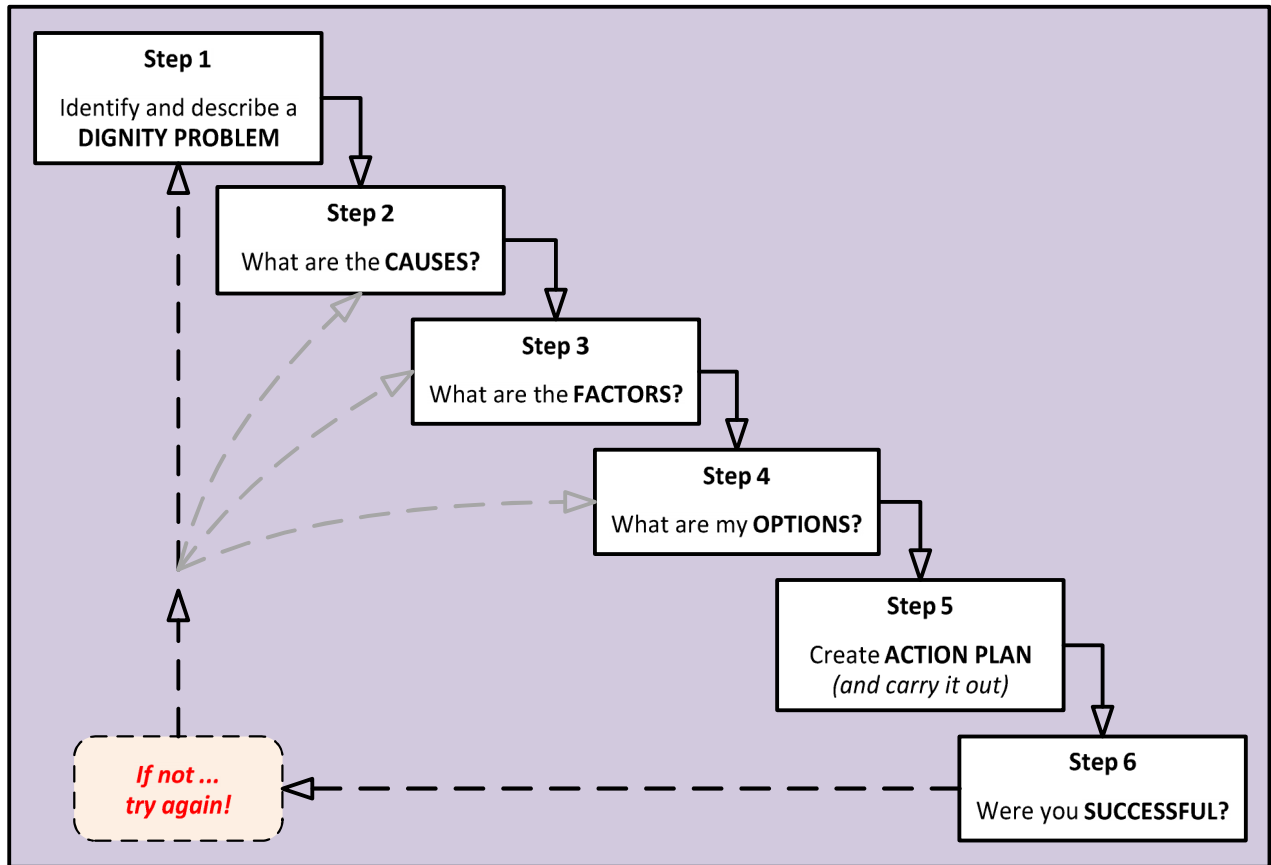 Step 1
Identify and describe a
DIGNITY PROBLEM
Step 2
What are the CAUSES?
Step 3
What are the FACTORS?
Step 4
What are my OPTIONS?
Step 5
Create ACTION PLAN
(and carry it out)
Step 6
Were you SUCCESSFUL?
If not ...
try again!